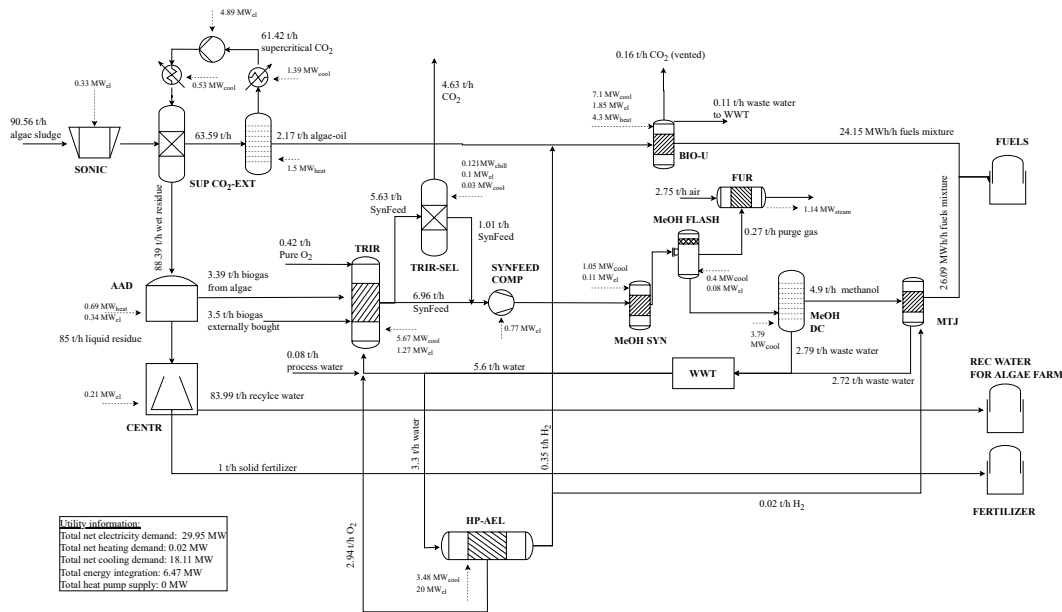 4.89 MWel
61.42 t/h
supercritical CO2
0.53 MWcool
1.39 MWcool
0.33 MWel
90.56 t/h
algae sludge
SONIC
63.59 t/h
SUP CO2-EXT
2.17 t/h algae-oil
1.5 MWheat
88.39 t/h wet residue
4.63 t/h
CO2
0.121MWchill
0.1 MWel
0.03 MWcool
5.63 t/h
SynFeed
TRIR-SEL
1.01 t/h
SynFeed
0.16 t/h CO2 (vented)
7.1 MWcool
1.85 MWel
4.3 MWheat
0.11 t/h waste water
to WWT
BIO-U
24.15 MWh/h fuels mixture
FUELS
FUR
2.75 t/h air
1.14 MWsteam
MeOH FLASH
0.27 t/h purge gas
0.42 t/h
Pure O2
TRIR
AAD
0.69 MWheat
0.34 MWel
3.39 t/h biogas
from algae
3.5 t/h biogas
externally bought
6.96 t/h
SynFeed
SYNFEED
COMP
0.77 MWel
5.67 MWcool
1.27 MWel
1.05 MWcool
0.11 MWel
MeOH SYN
0.4 MWcool
0.08 MWel
4.9 t/h methanol
MeOH
DC
3.79
MWcool
MTJ
26.09 MWh/h fuels mixture
85 t/h liquid residue
0.08 t/h
process water
5.6 t/h water
WWT
2.79 t/h waste water
2.72 t/h waste water
0.21 MWel
CENTR
83.99 t/h recylce water
REC WATER
FOR ALGAE FARM
1 t/h solid fertilizer
FERTILIZER
3.3 t/h water
0.35 t/h H2
0.02 t/h H2
2.94 t/h O2
HP-AEL
3.48 MWcool
20 MWel
Utility information:
Total net electricity demand: 29.95 MW
Total net heating demand: 0.02 MW
Total net cooling demand: 18.11 MW
Total energy integration: 6.47 MW
Total heat pump supply: 0 MW